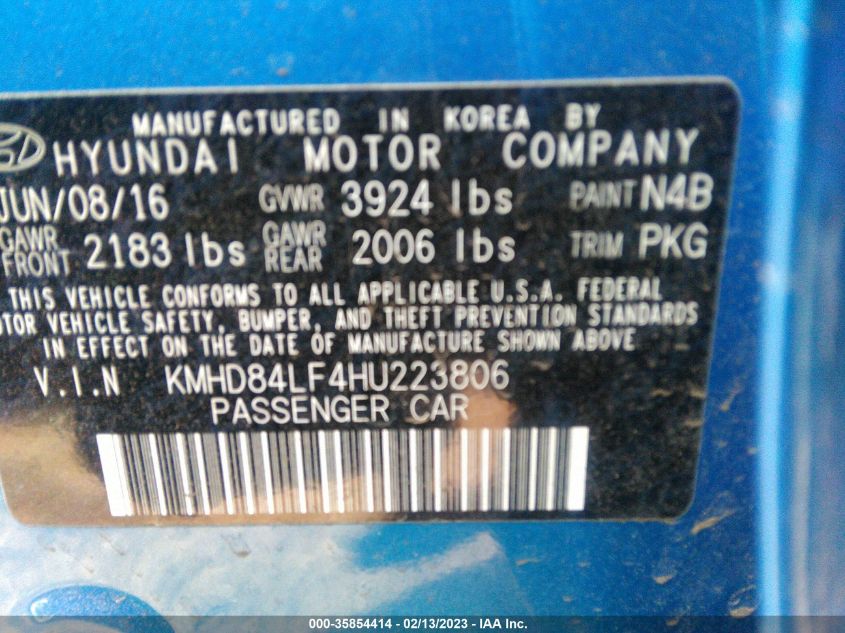 MANUFACTURED IN KOREA BY
HYUNDAI MOTOR COMPANY
JUN/08/16 GVWR 3924 lbs PAINT N4B
GAWR FRONT 2183 lbs GAWR REAR 2006 lbs TRIM PKG
THIS VEHICLE CONFORMS TO ALL APPLICABLE U.S.A. FEDERAL
OTOR VEHICLE SAFETY, BUMPER, AND THEFT PREVENTION STANDARDS
IN EFFECT ON THE DATE OF MANUFACTURE SHOWN ABOVE
V.I.N KMHD84LF4HU223806
PASSENGER CAR
000-35854414 - 02/13/2023 - IAA Inc.